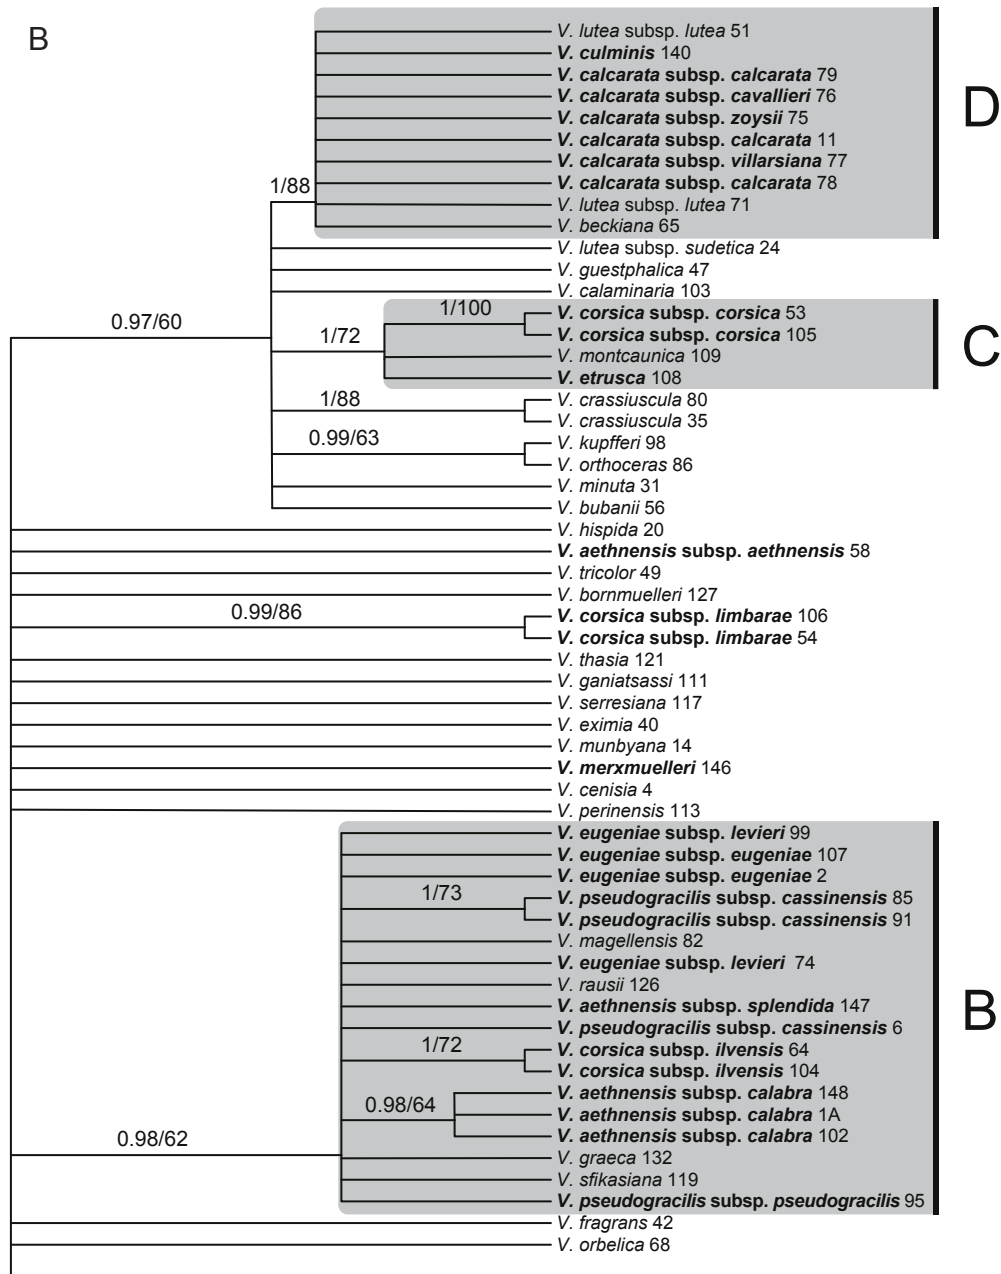 B
V. lutea subsp. lutea 51
V. culminis 140
V. calcarata subsp. calcarata 79
V. calcarata subsp. cavallieri 76
V. calcarata subsp. zoysii 75
V. calcarata subsp. calcarata 11
V. calcarata subsp. villarsiana 77
V. calcarata subsp. calcarata 78
1/88
V. lutea subsp. lutea 71
V. beckiana 65
D
V. lutea subsp. sudetica 24
V. guestphalica 47
V. calaminaria 103
0.97/60
1/100
V. corsica subsp. corsica 53
V. corsica subsp. corsica 105
1/72
V. montcaunica 109
V. etrusca 108
C
1/88
V. crassiuscula 80
V. crassiuscula 35
0.99/63
V. kupfferi 98
V. orthoceras 86
V. minuta 31
V. bubanii 56
V. hispida 20
V. aethnensis subsp. aethnensis 58
V. tricolor 49
V. bornmuelleri 127
0.99/86
V. corsica subsp. limbarae 106
V. corsica subsp. limbarae 54
V. thasia 121
V. ganiatsassi 111
V. serresiana 117
V. eximia 40
V. munbyana 14
V. merxmuelleri 146
V. cenisia 4
V. perinensis 113
V. eugeniae subsp. levieri 99
V. eugeniae subsp. eugeniae 107
V. eugeniae subsp. eugeniae 2
1/73
V. pseudogracilis subsp. cassinensis 85
V. pseudogracilis subsp. cassinensis 91
V. magellensis 82
V. eugeniae subsp. levieri 74
V. rausii 126
V. aethnensis subsp. splendida 147
V. pseudogracilis subsp. cassinensis 6
B
1/72
V. corsica subsp. ilvensis 64
V. corsica subsp. ilvensis 104
0.98/64
V. aethnensis subsp. calabra 148
V. aethnensis subsp. calabra 1A
V. aethnensis subsp. calabra 102
0.98/62
V. graeca 132
V. sfikasiana 119
V. pseudogracilis subsp. pseudogracilis 95
V. fragrans 42
V. orbelica 68